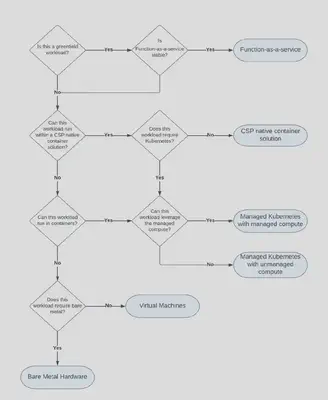 Is this a greenfield
workload?
Yes
Is
"Function-as-a-service
viable?
Yes
Function-as-a-service
No
Can this
workload run
within a CSP native
container
solution?
Yes
Does this
workload require
Kubernetes?
No
CSP native container
solution
No
Yes
Can this workload
run in containers?
Yes
Can this
workload leverage
the managed
compute?
Yes
Managed Kubernetes
with managed compute
No
Managed Kubernetes
with unmanaged
compute
No
Does this
workload require bare
metal?
No
Virtual Machines
Yes
Bare Metal Hardware